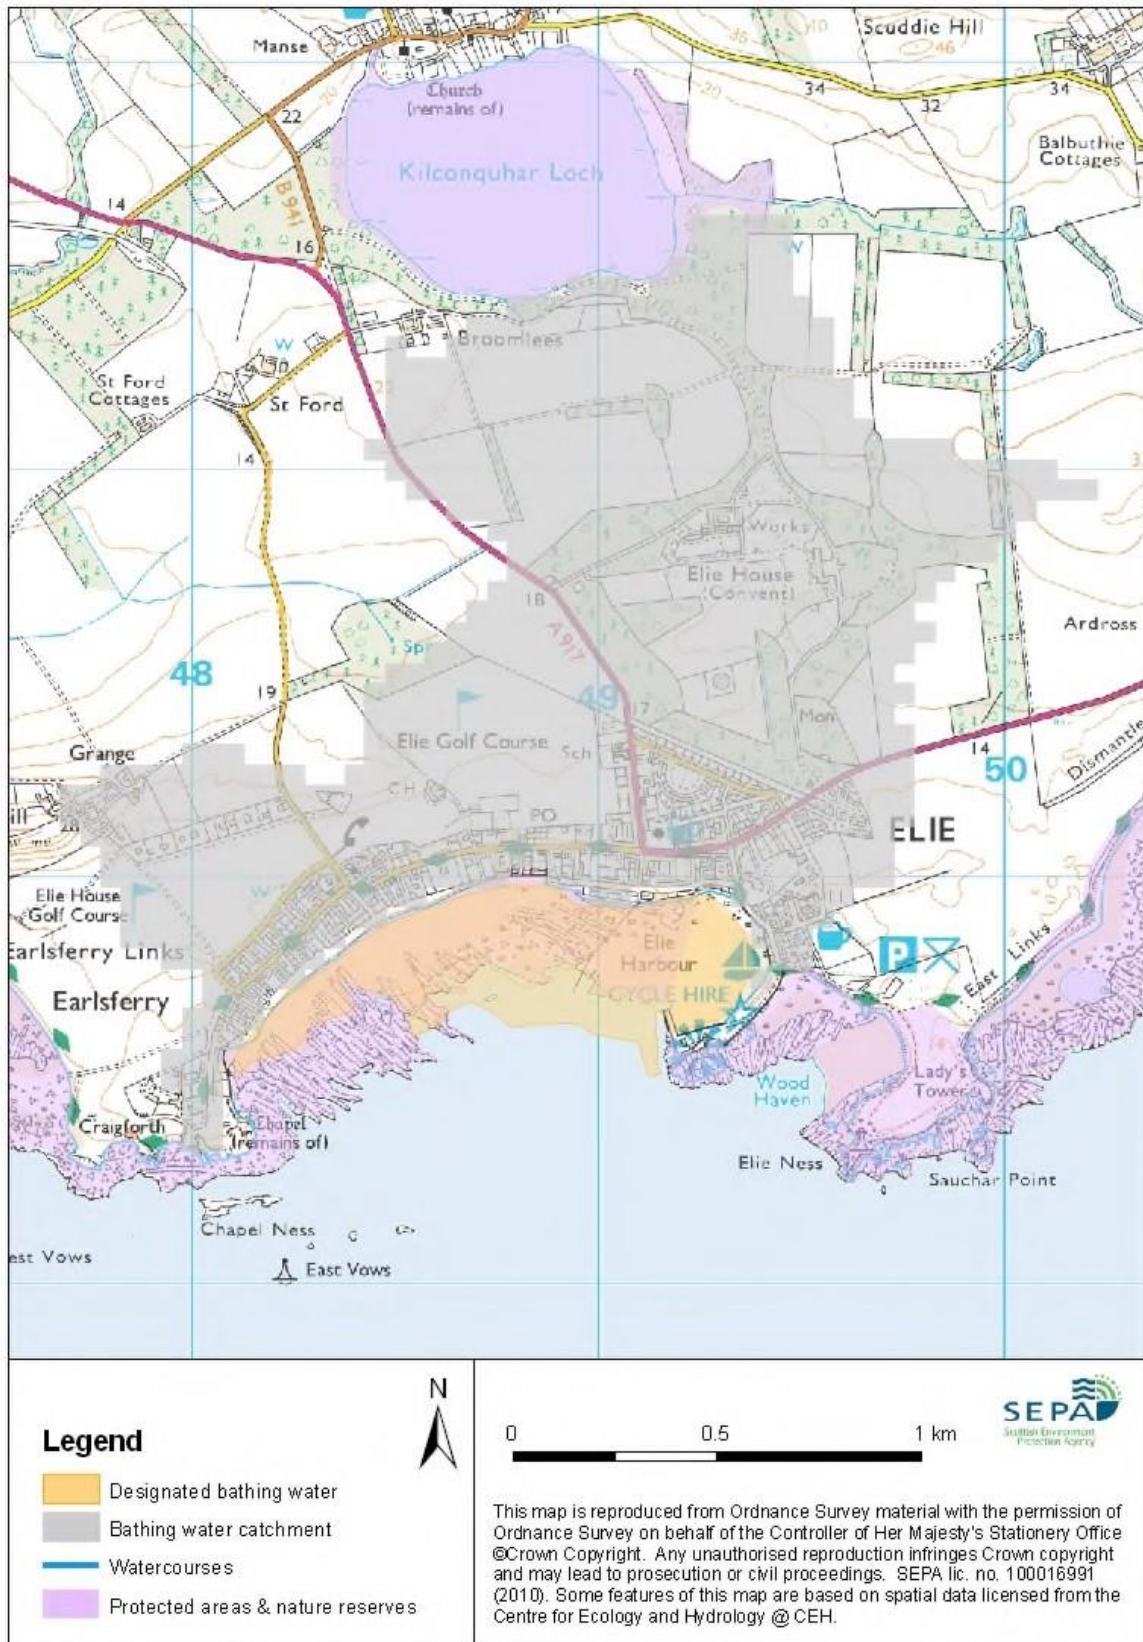 Scuddie Hill
46
40
35
Manse
Church
(remains of)
20
30
34
32
34
22
Balbuthie
Cottages
Kilconquhar Loch
B941
14
16
W
Broomlees
W
St Ford
Cottages
St Ford
14
Works
Elie House
(Convent)
18
A917
Ardross
Spr
48
49
19
17
Mon
Elie Golf Course
Sch
Grange
14
50
Dismantle
CH
PO
ill
28
ELIE
W
Elie House
Golf Course
Earlsferry Links
Elie
Harbour
CYCLE HIRE
P
East Links
Earlsferry
Wood
Haven
Lady's
Tower
Craigforth
Chapel
(remains of)
Elie Ness
Sauchar Point
Chapel Ness
est Vows
East Vows
Legend
Designated bathing water
Bathing water catchment
Watercourses
Protected areas & nature reserves
N
0 0.5 1 km
SEPA
Scottish Environment
Protection Agency
This map is reproduced from Ordnance Survey material with the permission of
Ordnance Survey on behalf of the Controller of Her Majesty's Stationery Office
©Crown Copyright. Any unauthorised reproduction infringes Crown copyright
and may lead to prosecution or civil proceedings. SEPA lic. no. 100016991
(2010). Some features of this map are based on spatial data licensed from the
Centre for Ecology and Hydrology @ CEH.